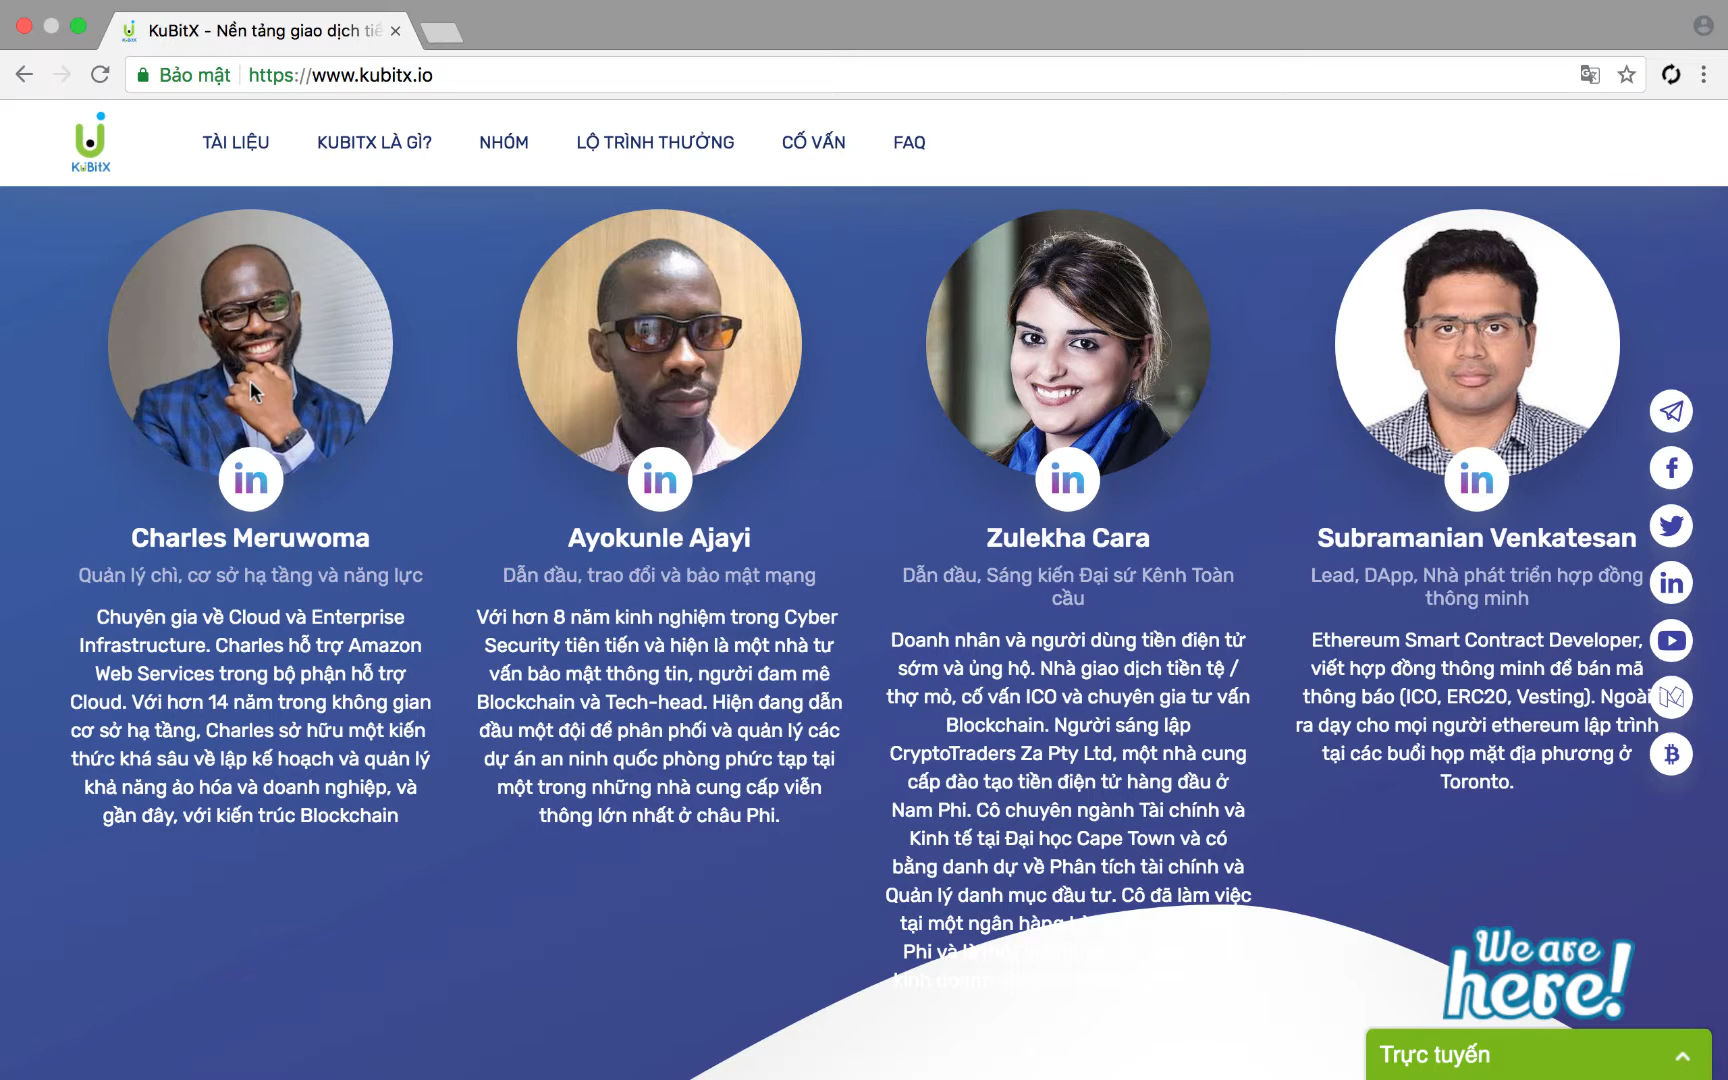 KuBitX - Nền tảng giao dịch tiề
Bảo mật https://www.kubitx.io
KUBitX
TÀI LIỆU KUBITX LÀ GÌ? NHÓM LỘ TRÌNH THƯỞNG CỐ VẤN FAQ
in in in in
Charles Meruwoma
Quản lý chì, cơ sở hạ tầng và năng lực
Chuyên gia về Cloud và Enterprise
Infrastructure. Charles hỗ trợ Amazon
Web Services trong bộ phận hỗ trợ
Cloud. Với hơn 14 năm trong không gian
cơ sở hạ tầng, Charles sở hữu một kiến
thức khá sâu về lập kế hoạch và quản lý
khả năng ảo hóa và doanh nghiệp, và
gần đây, với kiến trúc Blockchain
Ayokunle Ajayi
Dẫn đầu, trao đổi và bảo mật mạng
Với hơn 8 năm kinh nghiệm trong Cyber
Security tiên tiến và hiện là một nhà tư
vấn bảo mật thông tin, người đam mê
Blockchain và Tech-head. Hiện đang dẫn
đầu một đội để phân phối và quản lý các
dự án an ninh quốc phòng phức tạp tại
một trong những nhà cung cấp viễn
thông lớn nhất ở châu Phi.
Zulekha Cara
Dẫn đầu, Sáng kiến Đại sứ Kênh Toàn
cầu
Doanh nhân và người dùng tiền điện tử
sớm và ủng hộ. Nhà giao dịch tiền tệ /
thợ mỏ, cố vấn ICO và chuyên gia tư vấn
Blockchain. Người sáng lập
CryptoTraders Za Pty Ltd, một nhà cung
cấp đào tạo tiền điện tử hàng đầu ở
Nam Phi. Cô chuyên ngành Tài chính và
Kinh tế tại Đại học Cape Town và có
bằng danh dự về Phân tích tài chính và
Quản lý danh mục đầu tư. Cô đã làm việc
tại một ngân hàng
Phi và là
kinh doanh
Subramanian Venkatesan
Lead, DApp, Nhà phát triển hợp đồng
thông minh
Ethereum Smart Contract Developer,
viết hợp đồng thông minh để bán mã
thông báo (ICO, ERC20, Vesting). Ngoài
ra dạy cho mọi người ethereum lập trình
tại các buổi họp mặt địa phương ở
Toronto.
in
We are
here!
Trực tuyến